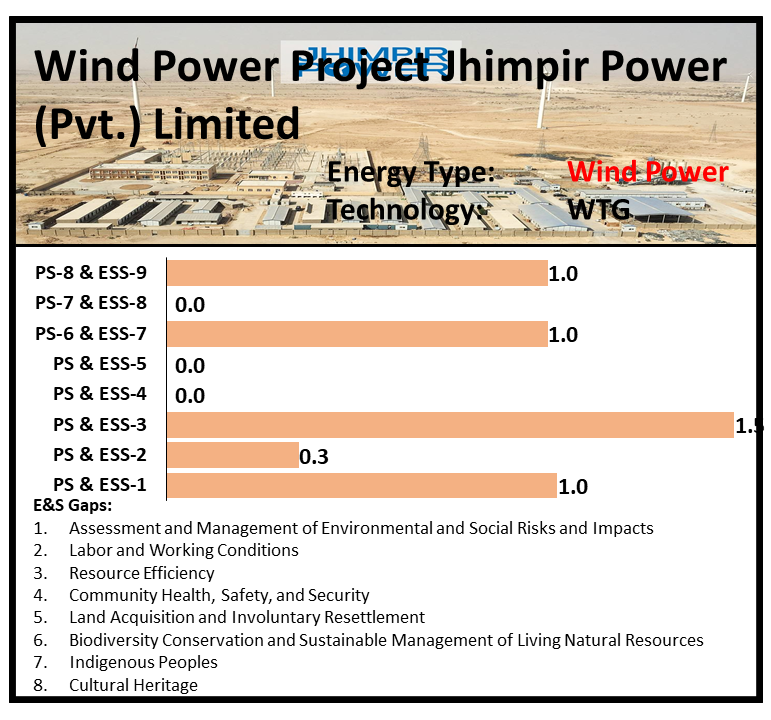 JHIMPIR
POWER
Wind Power Project Jhimpir Power
(Pvt.) Limited
Energy Type: Wind Power
Technology: WTG
PS-8 & ESS-9 1.0
PS-7 & ESS-8 0.0
PS-6 & ESS-7 1.0
PS & ESS-5 0.0
PS & ESS-4 0.0
PS & ESS-3 1.5
PS & ESS-2 0.3
PS & ESS-1 1.0
E&S Gaps:
1. Assessment and Management of Environmental and Social Risks and Impacts
2. Labor and Working Conditions
3. Resource Efficiency
4. Community Health, Safety, and Security
5. Land Acquisition and Involuntary Resettlement
6. Biodiversity Conservation and Sustainable Management of Living Natural Resources
7. Indigenous Peoples
8. Cultural Heritage